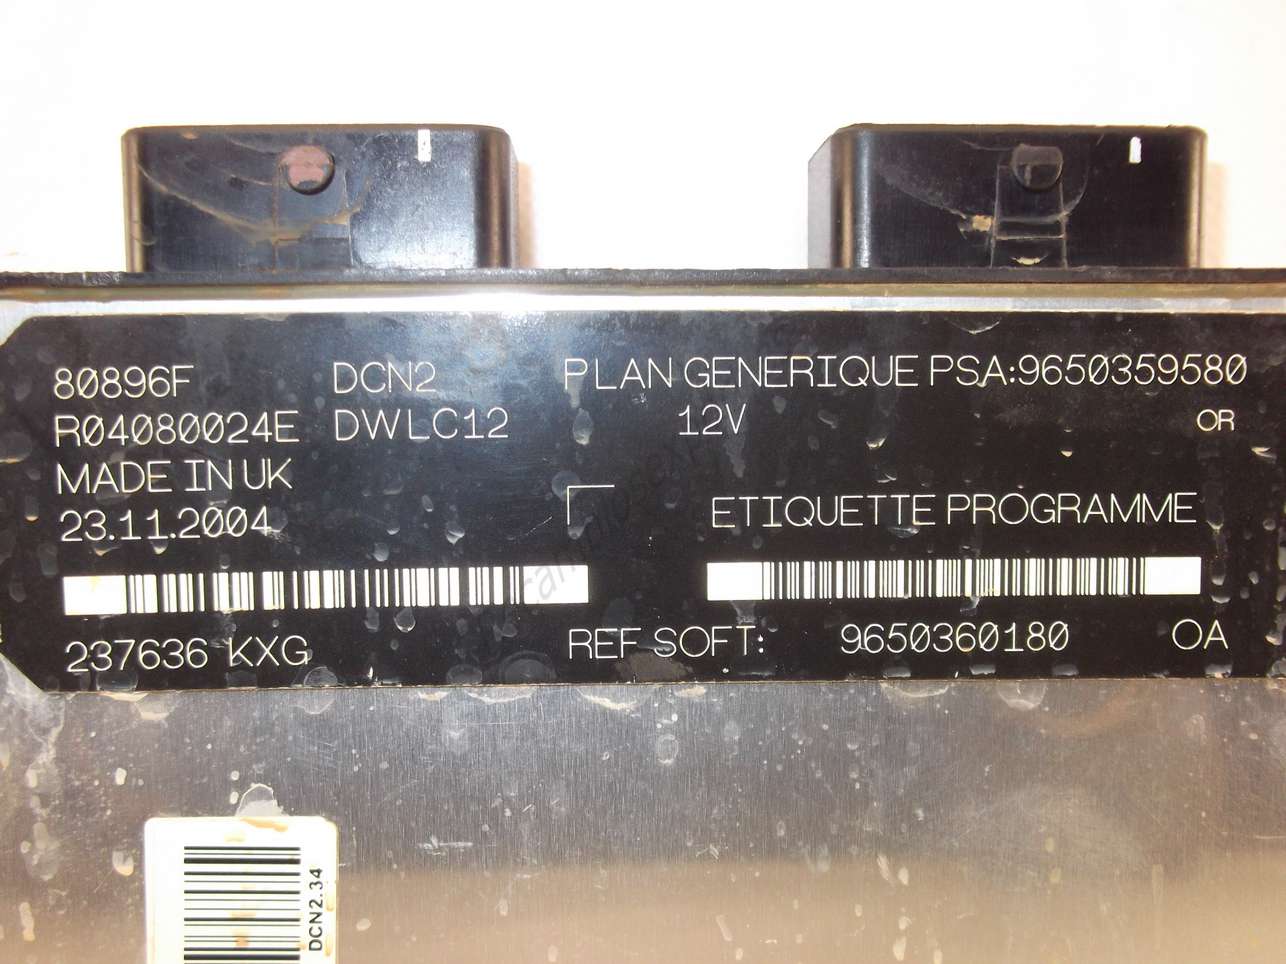 80896F DCN2 PLAN GENERIQUE PSA:9650359580
R04080024E DWLC12 12V OR
MADE IN UK
23.11.2004 ETIQUETTE PROGRAMME
237636 KXG REF SOFT: 9650360180 OA
DCN2.34